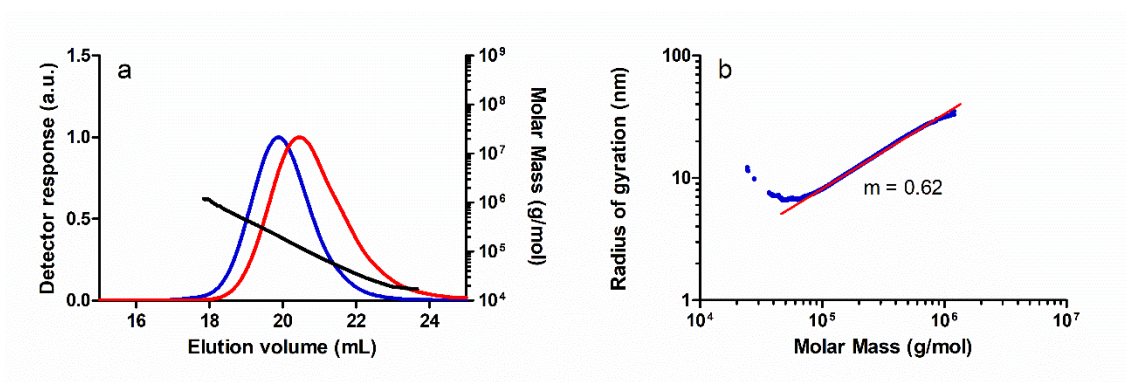 a
1.5
1.0
0.5
0.0
Detector response (a.u.)
16 18 20 22 24
Elution volume (mL)
10⁹
10⁸
10⁷
10⁶
10⁵
10⁴
Molar Mass (g/mol)
b
100
10
1
Radius of gyration (nm)
m = 0.62
10⁴ 10⁵ 10⁶ 10⁷
Molar Mass (g/mol)